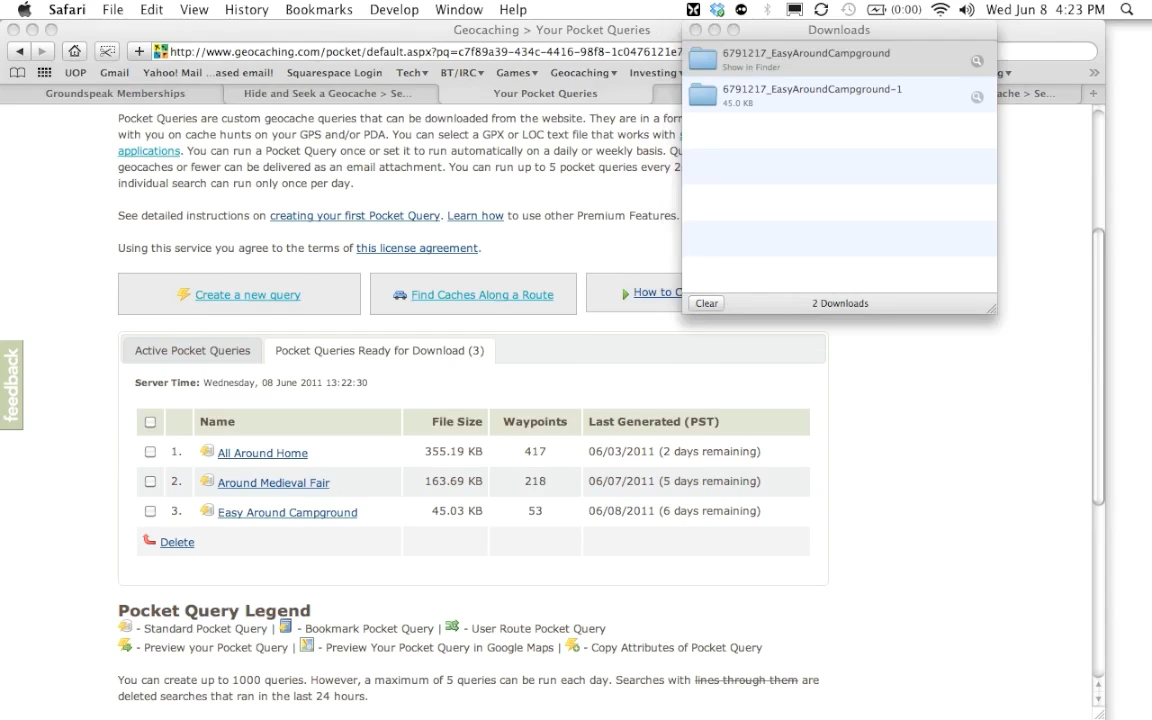 Safari File Edit View History Bookmarks Develop Window Help (0:00) Wed Jun 8 4:23 PM
Geocaching > Your Pocket Queries
http://www.geocaching.com/pocket/default.aspx?pq=c7f89a39-434c-4416-98f8-1c0476121e7
UOP Gmail Yahoo! Mail ...ased email! Squarespace Login Tech▾ BT/IRC▾ Games▾ Geocaching▾ Investing
Groundspeak Memberships Hide and Seek a Geocache > Se... Your Pocket Queries ache > Se...
Downloads
6791217_EasyAroundCampground
Show in Finder
6791217_EasyAroundCampground-1
45.0 KB
Clear 2 Downloads
Pocket Queries are custom geocache queries that can be downloaded from the website. They are in a for
with you on cache hunts on your GPS and/or PDA. You can select a GPX or LOC text file that works with
applications. You can run a Pocket Query once or set it to run automatically on a daily or weekly basis. Qu
geocaches or fewer can be delivered as an email attachment. You can run up to 5 pocket queries every 2
individual search can run only once per day.
See detailed instructions on creating your first Pocket Query. Learn how to use other Premium Features.
Using this service you agree to the terms of this license agreement.
Create a new query Find Caches Along a Route How to C
feedback
Active Pocket Queries Pocket Queries Ready for Download (3)
Server Time: Wednesday, 08 June 2011 13:22:30
Name File Size Waypoints Last Generated (PST)
1. All Around Home 355.19 KB 417 06/03/2011 (2 days remaining)
2. Around Medieval Fair 163.69 KB 218 06/07/2011 (5 days remaining)
3. Easy Around Campground 45.03 KB 53 06/08/2011 (6 days remaining)
Delete
Pocket Query Legend
- Standard Pocket Query | - Bookmark Pocket Query | - User Route Pocket Query
- Preview your Pocket Query | - Preview Your Pocket Query in Google Maps | - Copy Attributes of Pocket Query
You can create up to 1000 queries. However, a maximum of 5 queries can be run each day. Searches with lines through them are
deleted searches that ran in the last 24 hours.